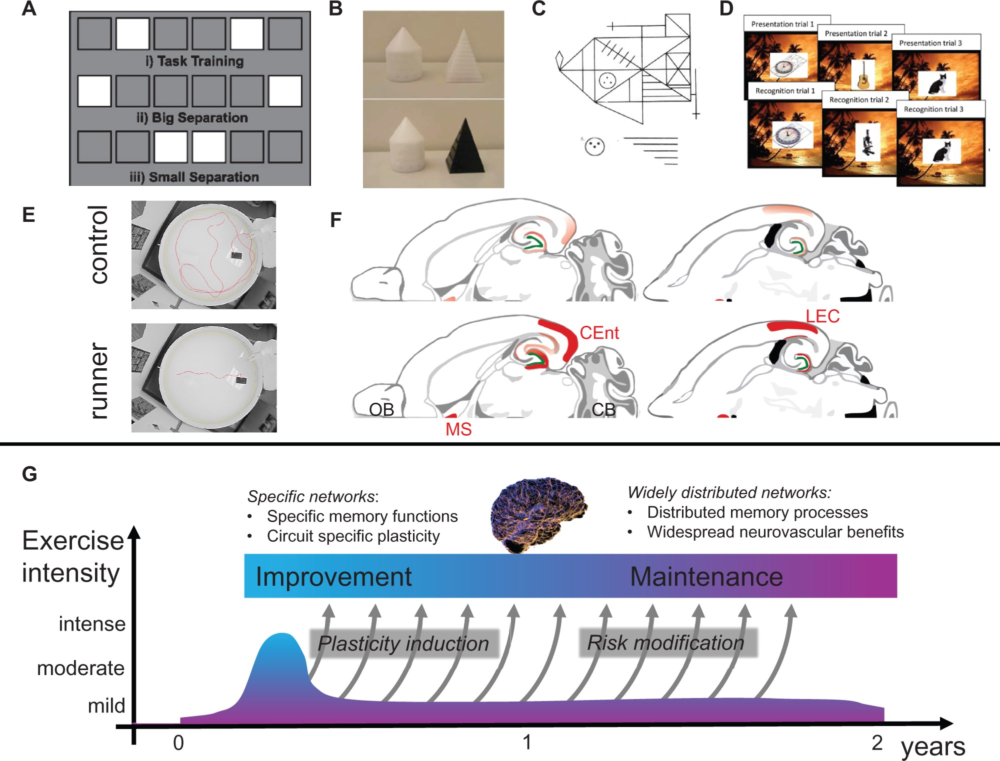 A
i) Task Training
ii) Big Separation
iii) Small Separation
B
C
D
Presentation trial 1
Presentation trial 2
Presentation trial 3
Recognition trial 1
Recognition trial 2
Recognition trial 3
E
control
runner
F
LEC
CEnt
OB
CB
MS
G
Specific networks:
• Specific memory functions
• Circuit specific plasticity
Widely distributed networks:
• Distributed memory processes
• Widespread neurovascular benefits
Exercise
intensity
Improvement
Maintenance
intense
moderate
mild
Plasticity induction
Risk modification
0
1
2
years